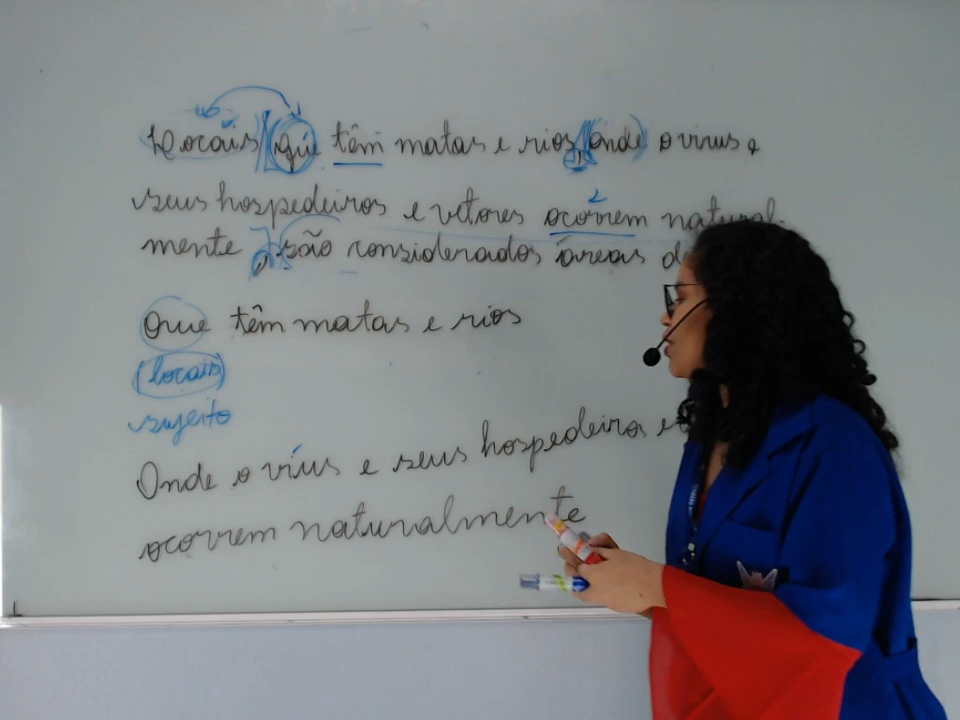 Locais que têm matas e rios, onde o vírus e
seus hospedeiros e vetores ocorrem natural-
mente, são considerados áreas d
2
Que têm matas e rios
(locais)
sujeito
Onde o vírus e seus hospedeiros e
ocorrem naturalmente